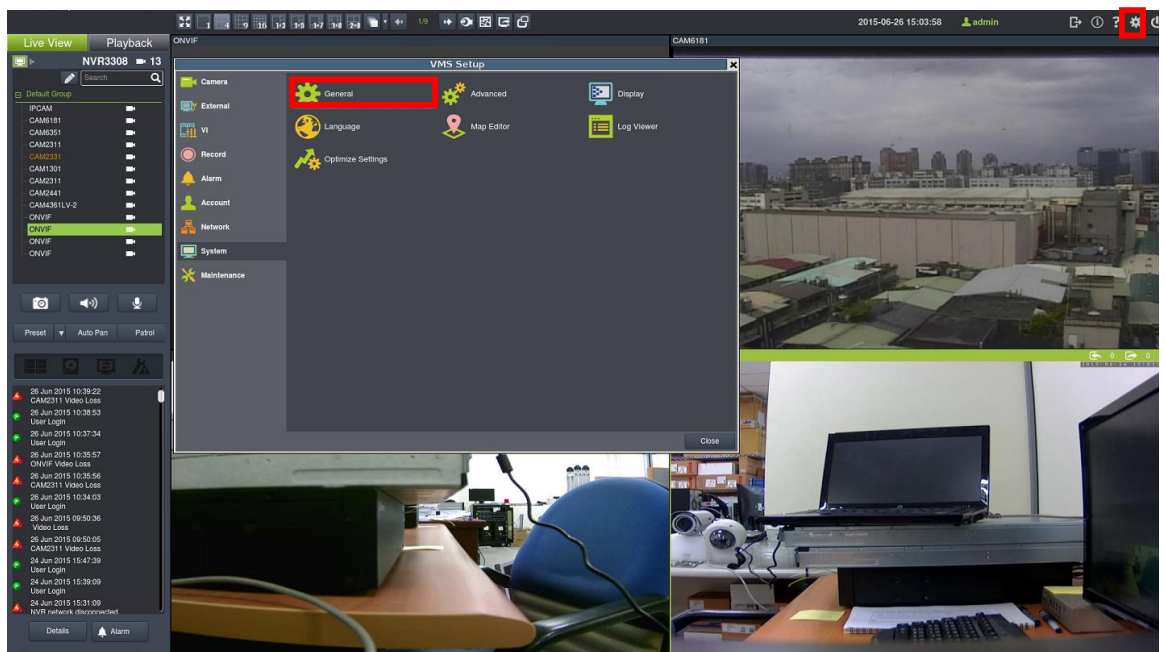 1 4 9 16
1/9
2015-06-26 15:03:58 admin
Live View Playback
NVR3308 13
Search
Default Group
IPCAM
CAM6181
CAM6351
CAM2311
CAM2331
CAM1301
CAM2311
CAM2441
CAM4361LV-2
ONVIF
ONVIF
ONVIF
ONVIF
Preset Auto Pan Patrol
26 Jun 2015 10:39:22
CAM2311 Video Loss
26 Jun 2015 10:38:53
User Login
26 Jun 2015 10:37:34
User Login
26 Jun 2015 10:35:57
ONVIF Video Loss
26 Jun 2015 10:35:56
CAM2311 Video Loss
26 Jun 2015 10:34:03
User Login
26 Jun 2015 09:50:36
Video Loss
26 Jun 2015 09:50:05
CAM2311 Video Loss
24 Jun 2015 15:47:39
User Login
24 Jun 2015 15:39:09
User Login
24 Jun 2015 15:31:09
NVR network disconnected
Details Alarm
ONVIF
CAM6181
VMS Setup
Camera
External
VI
Record
Alarm
Account
Network
System
Maintenance
General Advanced Display
Language Map Editor Log Viewer
Optimize Settings
Close
0 0